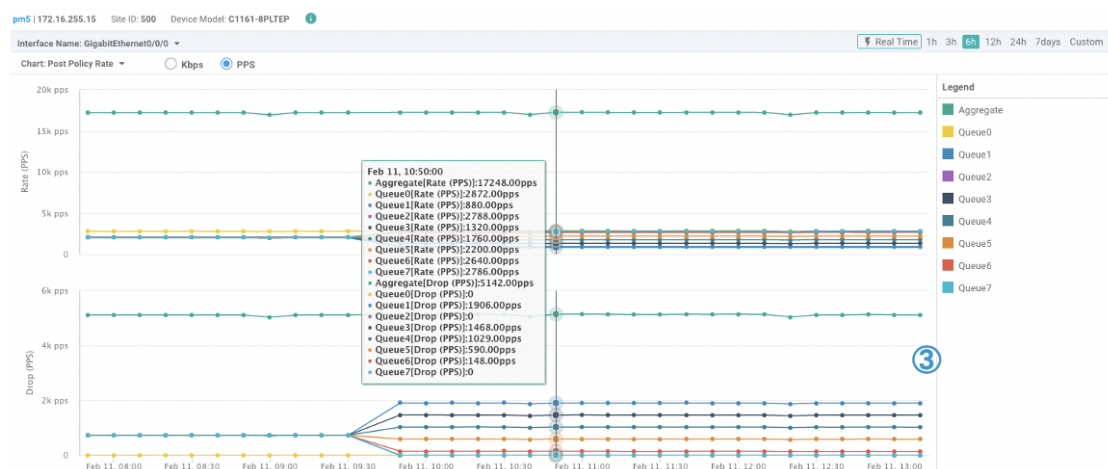 pm5 | 172.16.255.15 Site ID: 500 Device Model: C1161-8PLTEP i
Interface Name: GigabitEthernet0/0/0
Real Time 1h 3h 6h 12h 24h 7days Custom
Chart: Post Policy Rate Kbps PPS
Legend
Aggregate
Queue0
Queue1
Queue2
Queue3
Queue4
Queue5
Queue6
Queue7
Rate (PPS)
20k pps
15k pps
10k pps
5k pps
0
Feb 11, 10:50:00
Aggregate[Rate (PPS)]:17248.00pps
Queue0[Rate (PPS)]:2872.00pps
Queue1[Rate (PPS)]:880.00pps
Queue2[Rate (PPS)]:2788.00pps
Queue3[Rate (PPS)]:1320.00pps
Queue4[Rate (PPS)]:1760.00pps
Queue5[Rate (PPS)]:2200.00pps
Queue6[Rate (PPS)]:2640.00pps
Queue7[Rate (PPS)]:2786.00pps
Aggregate[Drop (PPS)]:5142.00pps
Queue0[Drop (PPS)]:0
Queue1[Drop (PPS)]:1906.00pps
Queue2[Drop (PPS)]:0
Queue3[Drop (PPS)]:1468.00pps
Queue4[Drop (PPS)]:1029.00pps
Queue5[Drop (PPS)]:590.00pps
Queue6[Drop (PPS)]:148.00pps
Queue7[Drop (PPS)]:0
Drop (PPS)
6k pps
4k pps
2k pps
0
③
Feb 11, 08:00 Feb 11, 08:30 Feb 11, 09:00 Feb 11, 09:30 Feb 11, 10:00 Feb 11, 10:30 Feb 11, 11:00 Feb 11, 11:30 Feb 11, 12:00 Feb 11, 12:30 Feb 11, 13:00